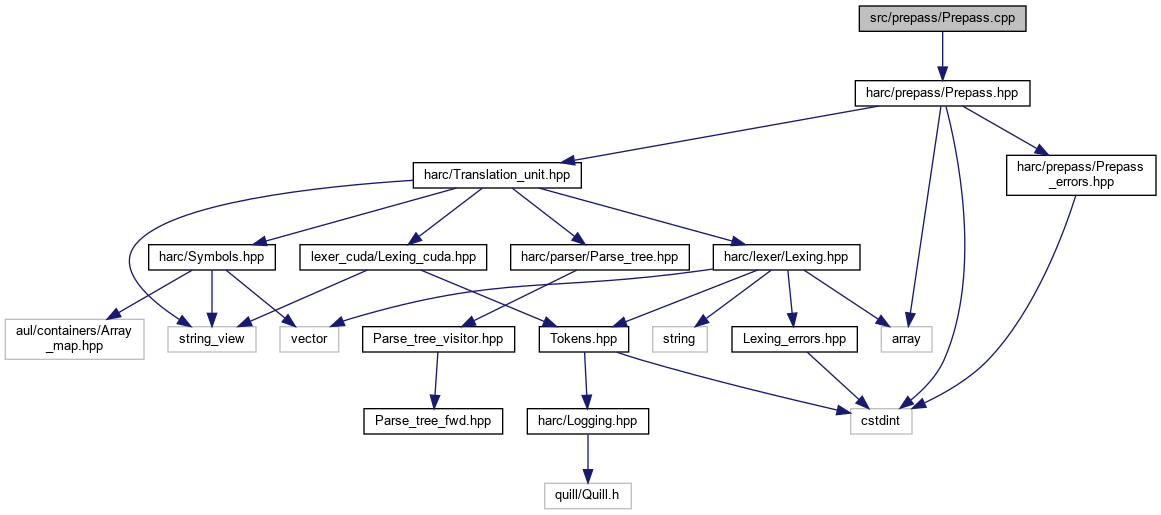 src/prepass/Prepass.cpp
harc/prepass/Prepass.hpp
harc/Translation_unit.hpp
harc/prepass/Prepass
_errors.hpp
harc/Symbols.hpp
lexer_cuda/Lexing_cuda.hpp
harc/parser/Parse_tree.hpp
harc/lexer/Lexing.hpp
aul/containers/Array
_map.hpp
string_view
vector
Parse_tree_visitor.hpp
Tokens.hpp
string
Lexing_errors.hpp
array
Parse_tree_fwd.hpp
harc/Logging.hpp
cstdint
quill/Quill.h